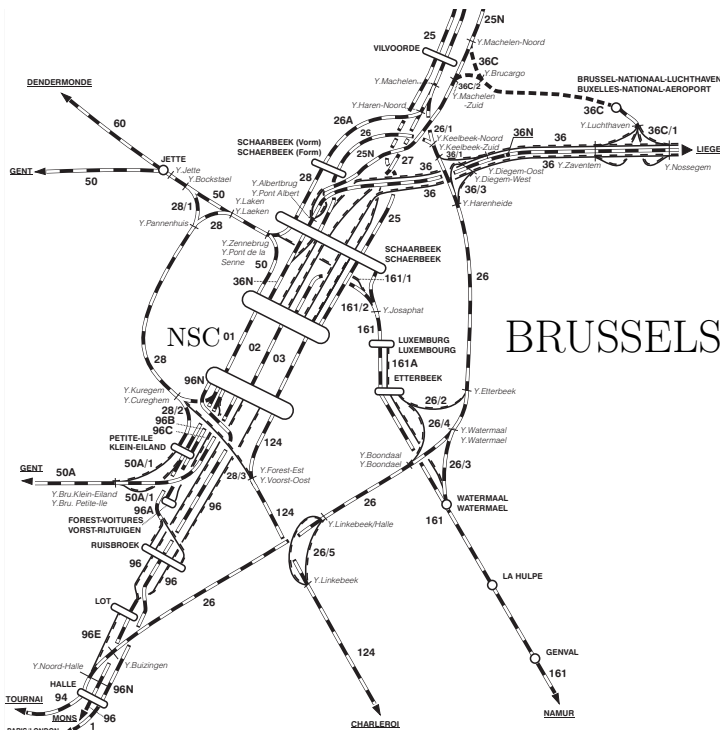 25N
25
Y.Machelen-Noord
VILVOORDE
36C
Y.Brucargo
Y.Machelen
36C/2
Y.Machelen
-Zuid
BRUSSEL-NATIONAAL-LUCHTHAVEN
BUXELLES-NATIONAL-AEROPORT
DENDERMONDE
36C
Y.Haren-Noord
26A
60
26
26/1
Y.Luchthaven
36C/1
SCHAARBEEK (Vorm)
SCHAERBEEK (Form)
25N
Y.Keelbeek-Noord
Y.Keelbeek-Zuid
36N
36
36
LIEGE
JETTE
27
36/1
Y.Jette
Y.Bockstael
28
36
Y.Diegem-Oost
Y.Diegem-West
Y.Zaventem
Y.Nossegem
GENT
50
Y.Albertbrug
Y.Pont Albert
36
36/3
50
28/1
Y.Laken
Y.Laeken
25
Y.Harenheide
Y.Pannenhuis
28
Y.Zennebrug
Y.Pont de la
Senne
50
SCHAARBEEK
SCHAERBEEK
36N
161/1
26
161/2
Y.Josaphat
NSC
01
02
03
161
BRUSSELS
LUXEMBURG
LUXEMBOURG
28
161A
96N
ETTERBEEK
Y.Kuregem
Y.Cureghem
Y.Etterbeek
26/2
28/2
96B
96C
26/4
Y.Watermaal
Y.Watermael
PETITE-ILE
KLEIN-EILAND
124
Y.Boondaal
Y.Boondael
26/3
GENT
50A
50A/1
28/3
Y.Forest-Est
Y.Voorst-Oost
Y.Bru.Klein-Eiland
Y.Bru. Petite-Ile
50A/1
96A
96
26
WATERMAAL
WATERMAEL
161
FOREST-VOITURES
VORST-RIJTUIGEN
124
Y.Linkebeek/Halle
RUISBROEK
96
26/5
Y.Linkebeek
LA HULPE
LOT
26
96E
124
GENVAL
Y.Noord-Halle
Y.Buizingen
161
HALLE
96N
TOURNAI
94
MONS
96
NAMUR
CHARLEROI
PARIS/LONDON
1